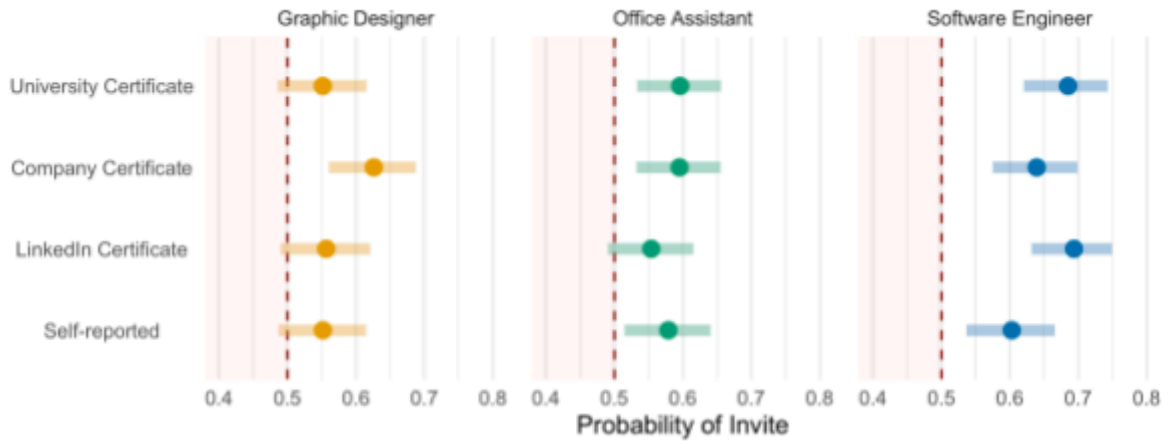 Graphic Designer Office Assistant Software Engineer
University Certificate
Company Certificate
LinkedIn Certificate
Self-reported
0.4 0.5 0.6 0.7 0.8 0.4 0.5 0.6 0.7 0.8 0.4 0.5 0.6 0.7 0.8
Probability of Invite